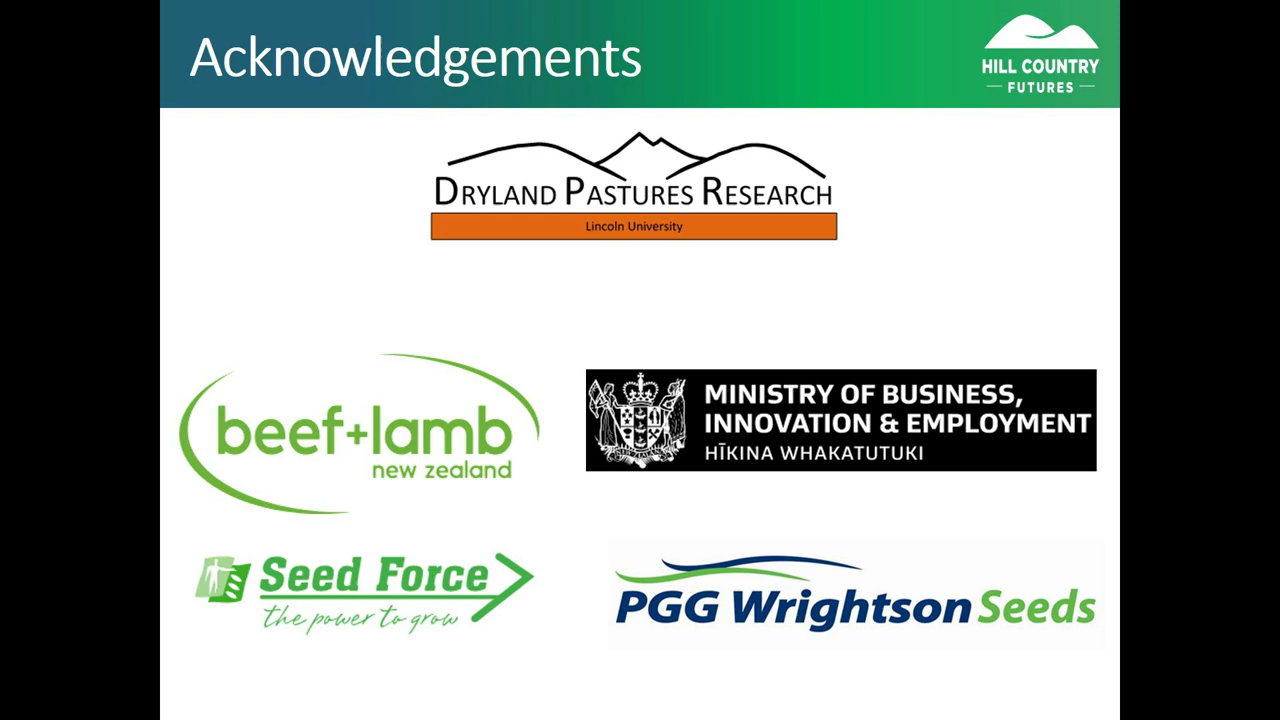 Acknowledgements
HILL COUNTRY
FUTURES
DRYLAND PASTURES RESEARCH
Lincoln University
beef+lamb
new zealand
MINISTRY OF BUSINESS,
INNOVATION & EMPLOYMENT
HĪKINA WHAKATUTUKI
Seed Force
the power to grow
PGG Wrightson Seeds